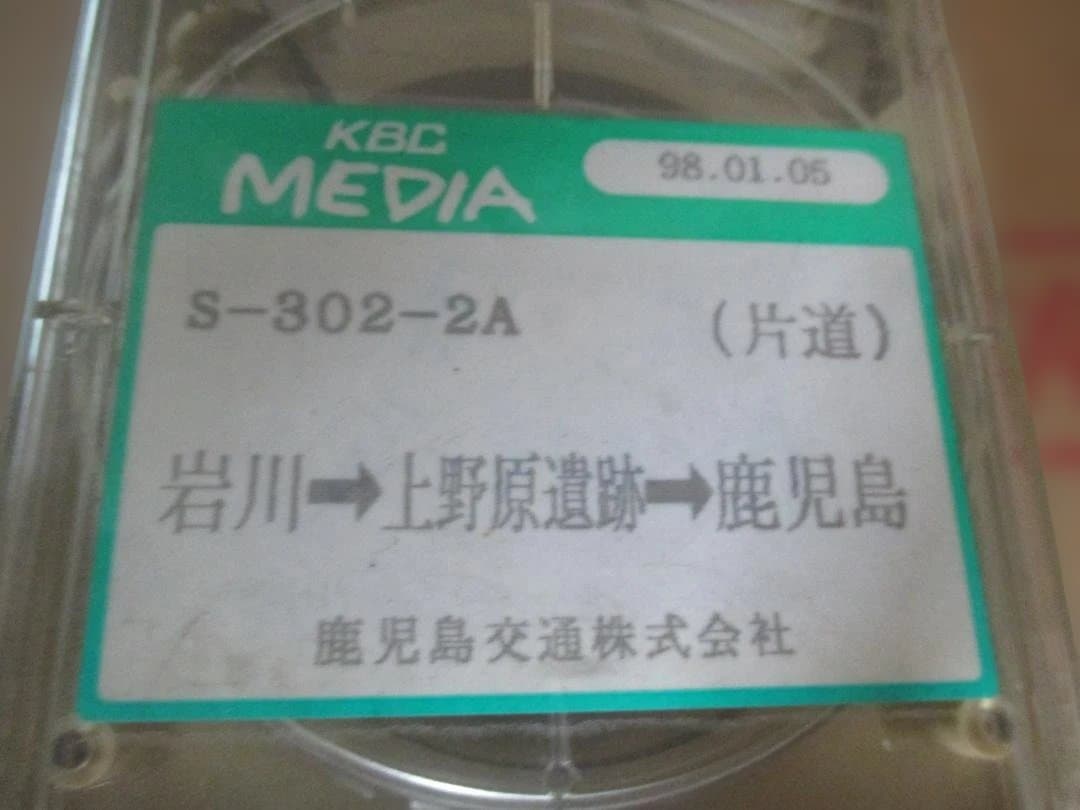 KBC
MEDIA
98.01.05
S-302-2A (片道)
岩川➡上野原遺跡➡鹿児島
鹿児島交通株式会社